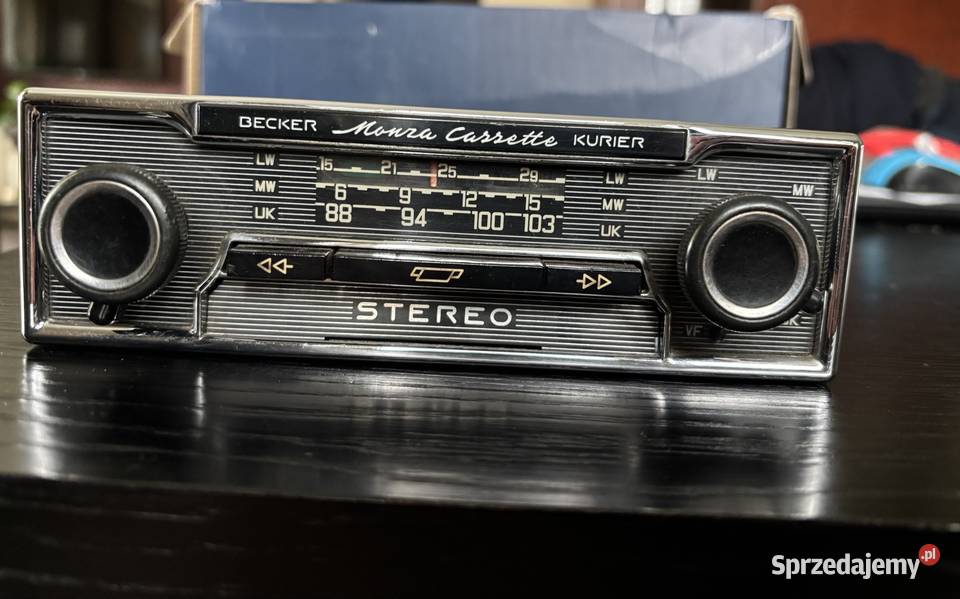 BECKER Monza Cassette KURIER
LW 15 21 25 29 LW LW
MW 6 9 12 15 MW MW
UK 88 94 100 103 UK
STEREO
VF
Sprzedajemy.pl